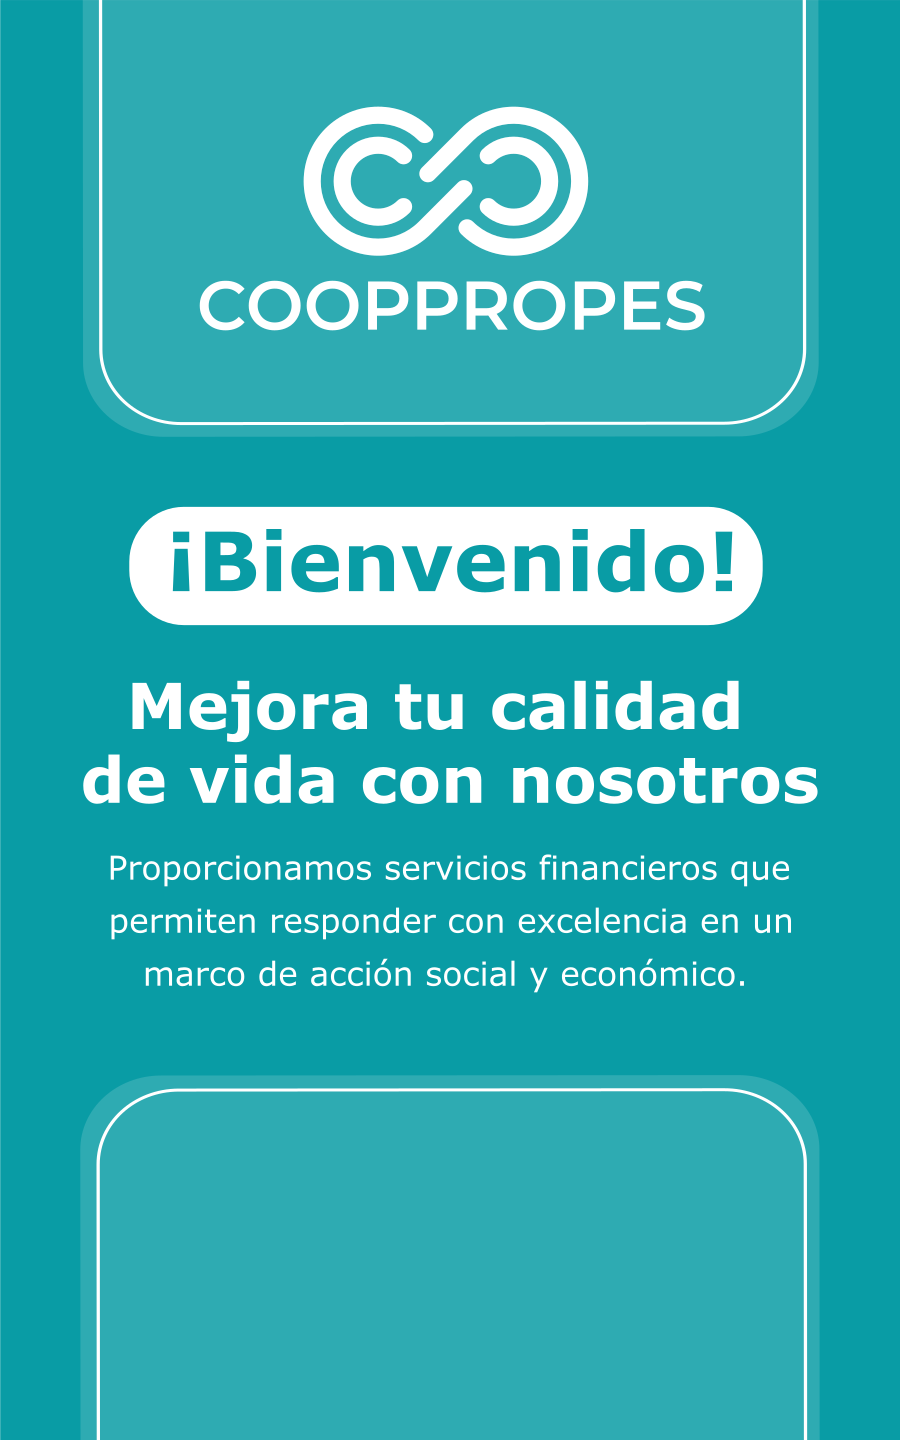 COOPPROPES
¡Bienvenido!
Mejora tu calidad
de vida con nosotros
Proporcionamos servicios financieros que
permiten responder con excelencia en un
marco de acción social y económico.